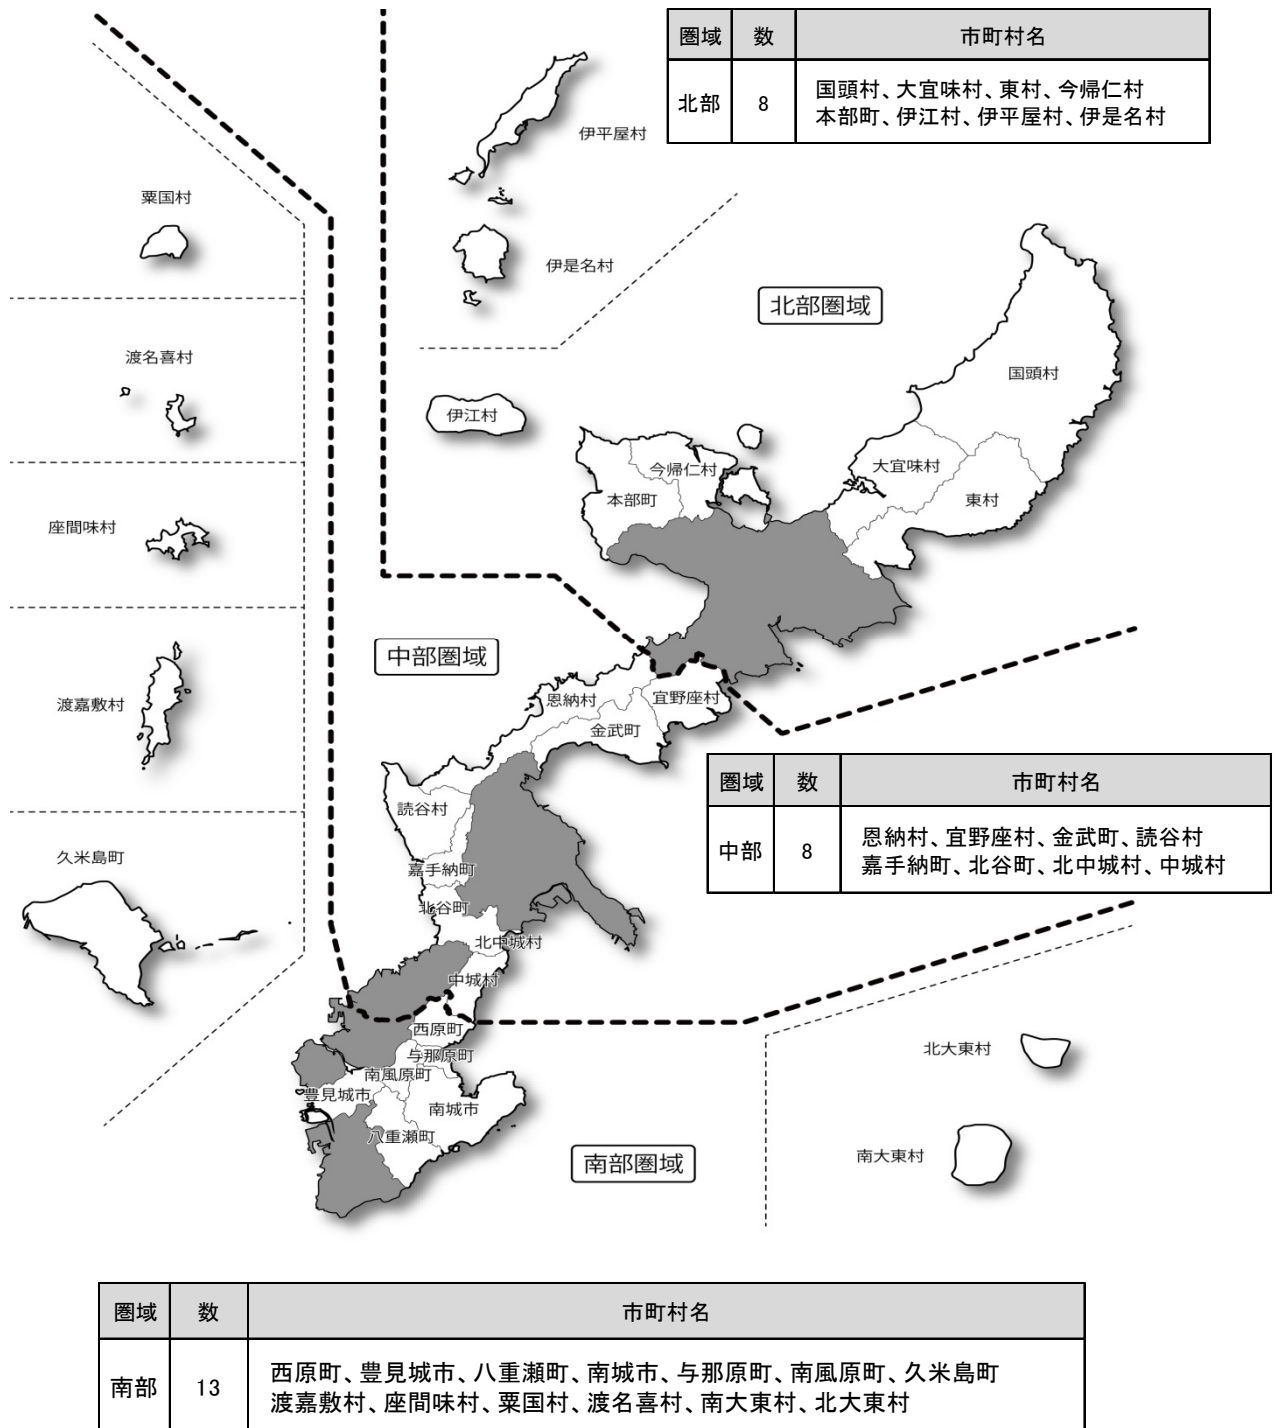 圏域 数 市町村名
北部 8 国頭村、大宜味村、東村、今帰仁村
本部町、伊江村、伊平屋村、伊是名村
伊平屋村
粟国村
伊是名村
北部圏域
渡名喜村
国頭村
伊江村
大宜味村
今帰仁村
本部町
東村
座間味村
中部圏域
恩納村
宜野座村
渡嘉敷村
金武町
圏域 数 市町村名
中部 8 恩納村、宜野座村、金武町、読谷村
嘉手納町、北谷町、北中城村、中城村
読谷村
久米島町
嘉手納町
北谷町
北中城村
中城村
西原町
北大東村
与那原町
南風原町
豊見城市
南城市
八重瀬町
南大東村
南部圏域
圏域 数 市町村名
南部 13 西原町、豊見城市、八重瀬町、南城市、与那原町、南風原町、久米島町
渡嘉敷村、座間味村、粟国村、渡名喜村、南大東村、北大東村